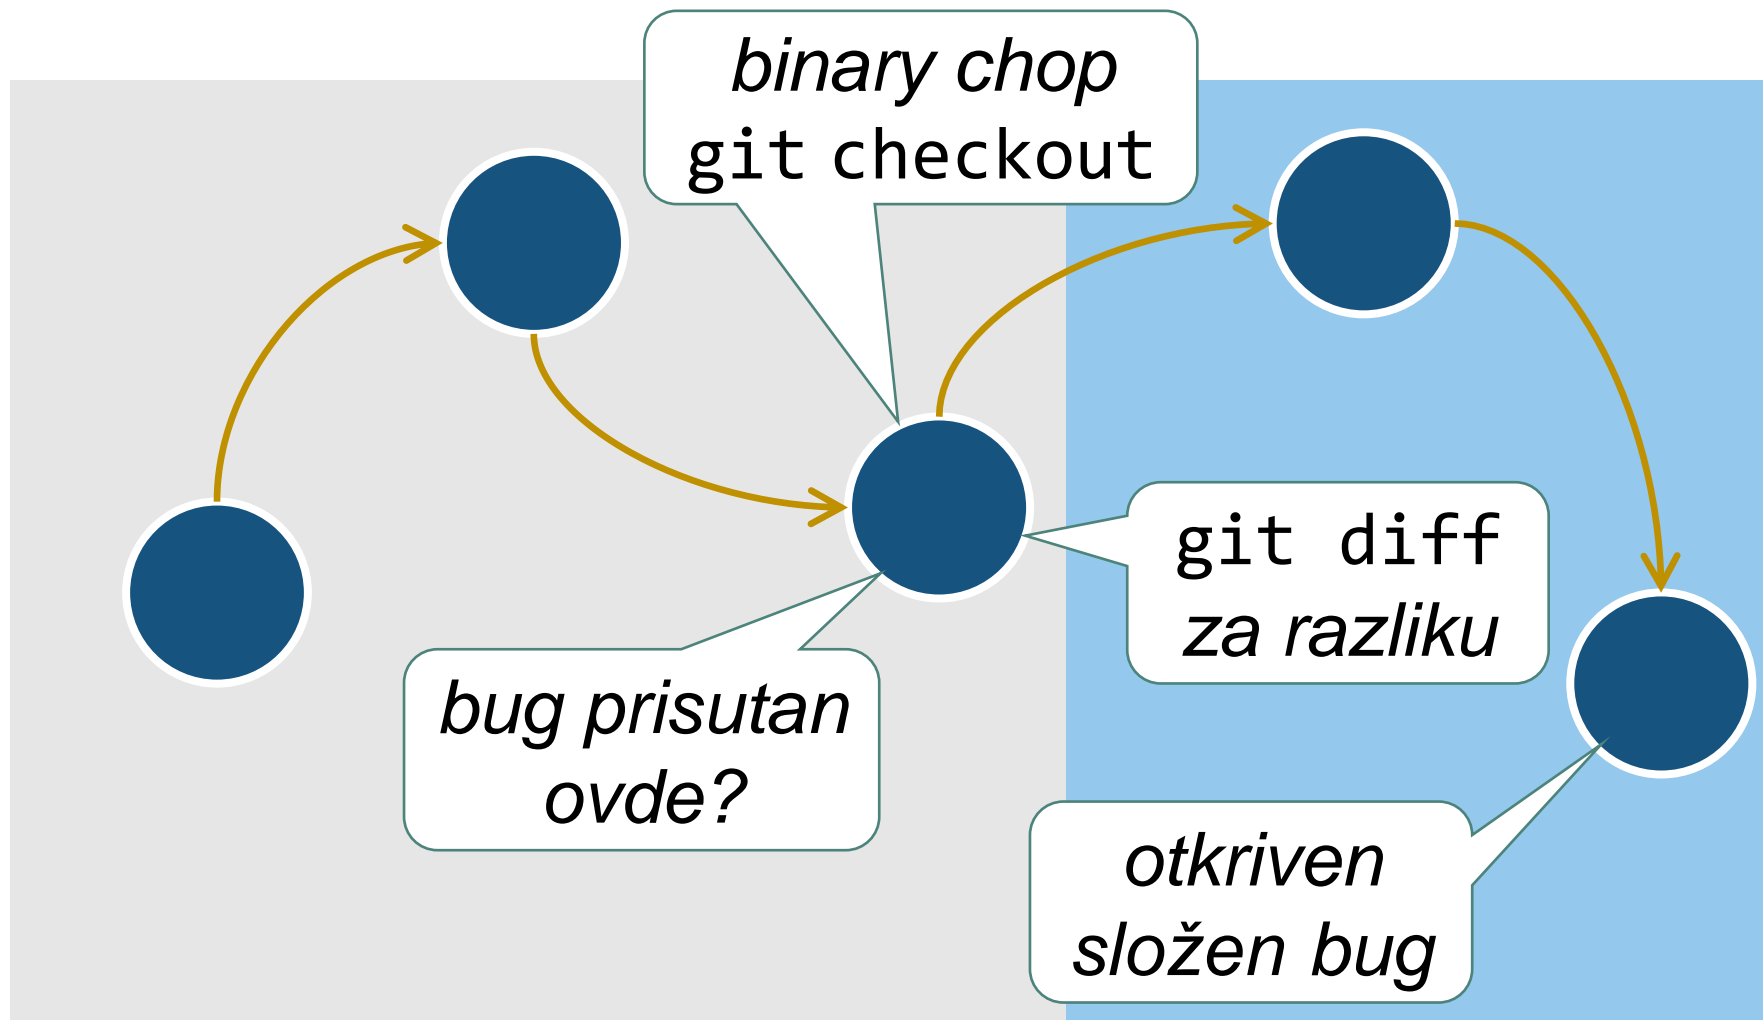 binary chop
git checkout
git diff
za razliku
bug prisutan
ovde?
otkriven
složen bug